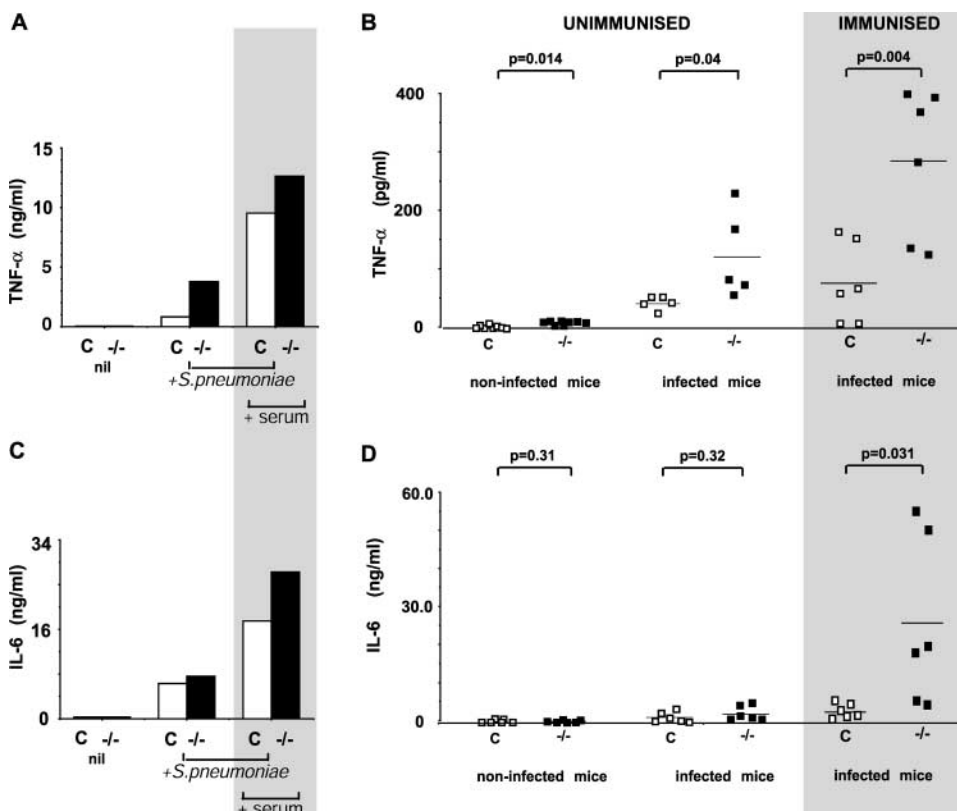 A
TNF-α (ng/ml)
15
10
5
0
C -/- C -/- C -/-
nil
+S.pneumoniae
+ serum
B
UNIMMUNISED
IMMUNISED
p=0.014
p=0.04
p=0.004
TNF-α (pg/ml)
400
200
0
C -/- C -/- C -/-
non-infected mice
infected mice
infected mice
C
IL-6 (ng/ml)
34
16
0
C -/- C -/- C -/-
nil
+S.pneumoniae
+ serum
D
p=0.31
p=0.32
p=0.031
IL-6 (ng/ml)
60.0
30.0
0
C -/- C -/- C -/-
non-infected mice
infected mice
infected mice